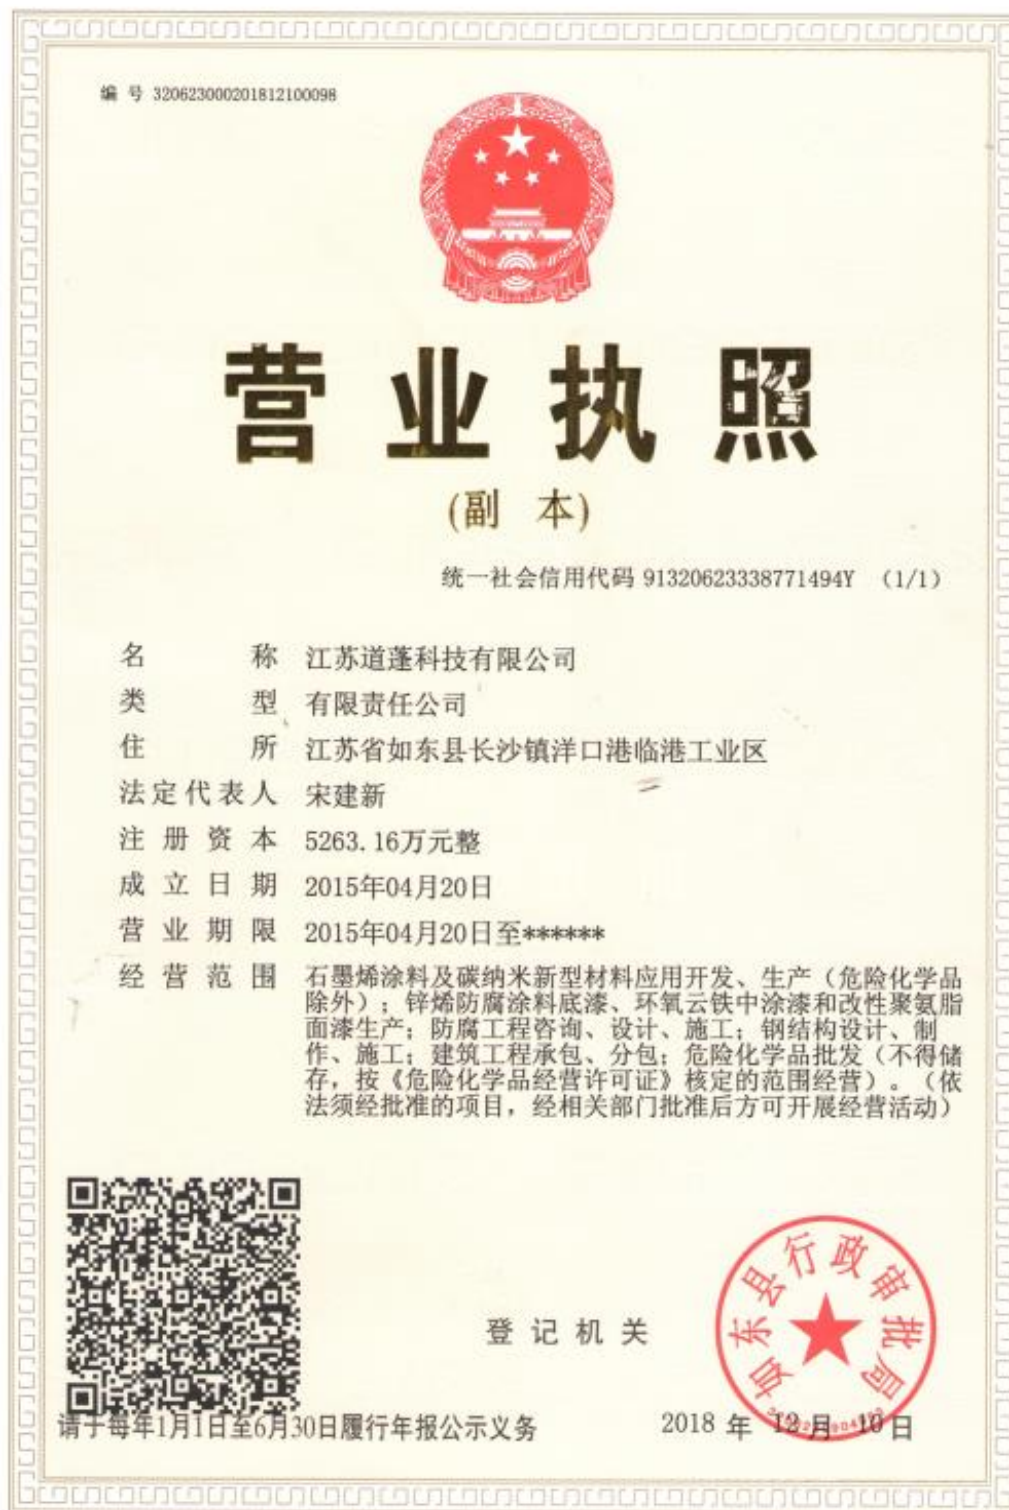 编 号 320623000201812100098
营业执照
(副 本)
统一社会信用代码 91320623338771494Y （1/1）
名称 江苏道蓬科技有限公司
类型 有限责任公司
住所 江苏省如东县长沙镇洋口港临港工业区
法定代表人 宋建新
注册资本 5263.16万元整
成立日期 2015年04月20日
营业期限 2015年04月20日至******
经营范围 石墨烯涂料及碳纳米新型材料应用开发、生产（危险化学品
除外）；锌烯防腐涂料底漆、环氧云铁中涂漆和改性聚氨脂
面漆生产；防腐工程咨询、设计、施工；钢结构设计、制
作、施工；建筑工程承包、分包；危险化学品批发（不得储
存，按《危险化学品经营许可证》核定的范围经营）。（依
法须经批准的项目，经相关部门批准后方可开展经营活动）
如东县行政审批局
登记机关
请于每年1月1日至6月30日履行年报公示义务
2018 年 12 月 10 日